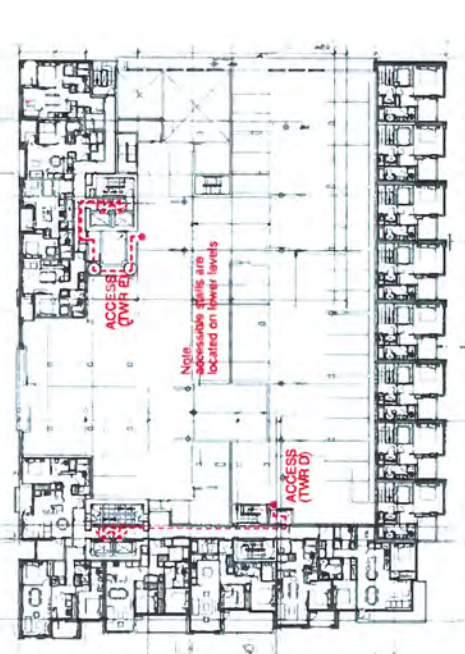 ACCESS
(TWR E)
Note
accessible stalls are
located on lower levels
ACCESS
(TWR D)